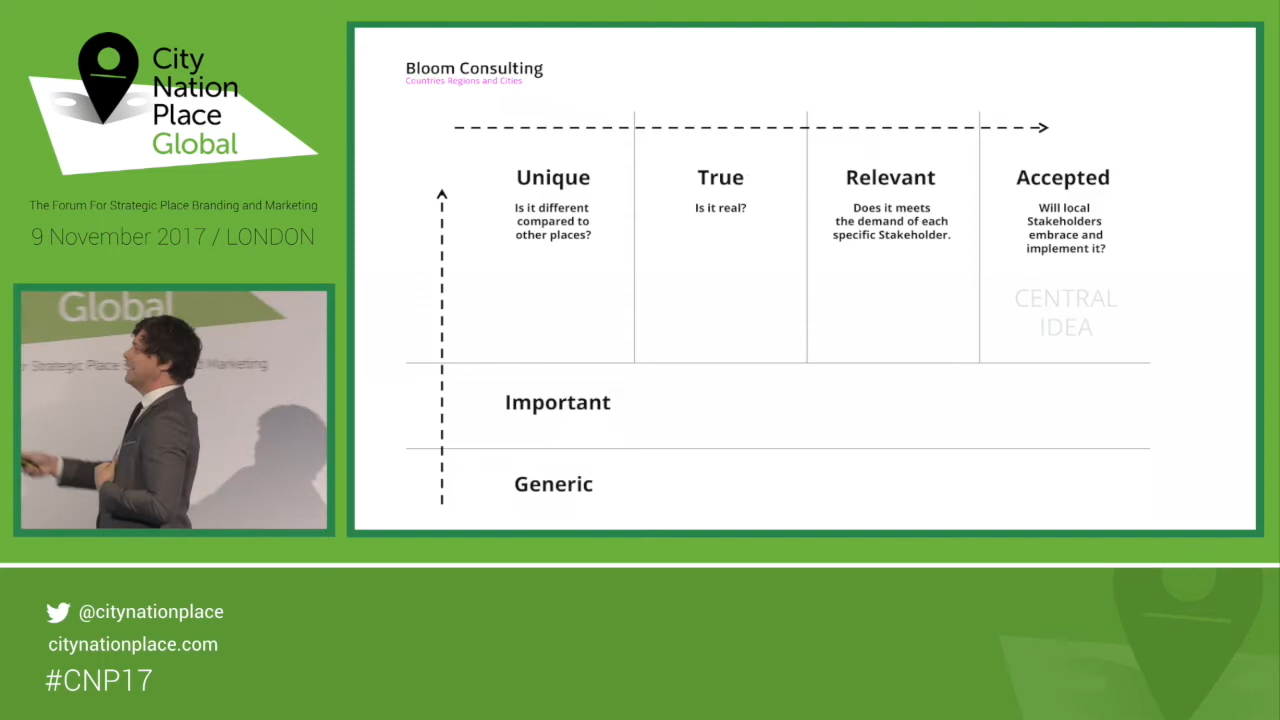 City
Nation
Place
Global
The Forum For Strategic Place Branding and Marketing
9 November 2017 / LONDON
Global
Strategic Place
Marketing
Bloom Consulting
Countries Regions and Cities
Unique
Is it different
compared to
other places?
True
Is it real?
Relevant
Does it meets
the demand of each
specific Stakeholder.
Accepted
Will local
Stakeholders
embrace and
implement it?
CENTRAL
IDEA
Important
Generic
@citynationplace
citynationplace.com
#CNP17